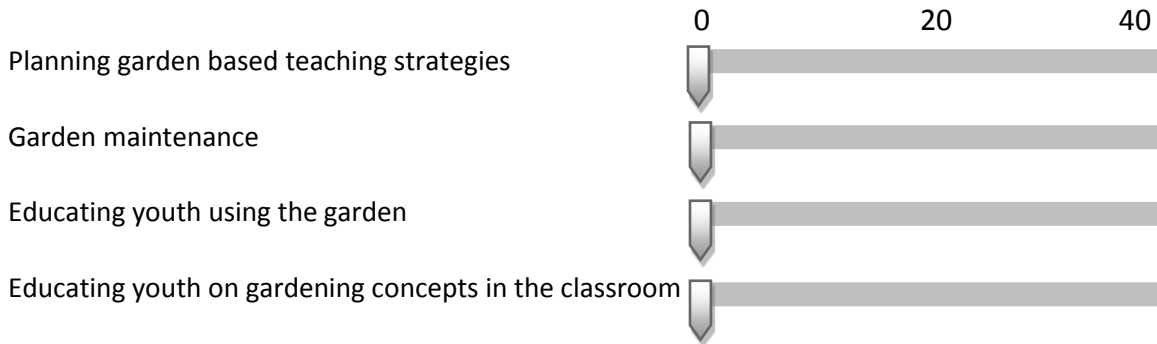 0 20 40
Planning garden based teaching strategies
Garden maintenance
Educating youth using the garden
Educating youth on gardening concepts in the classroom